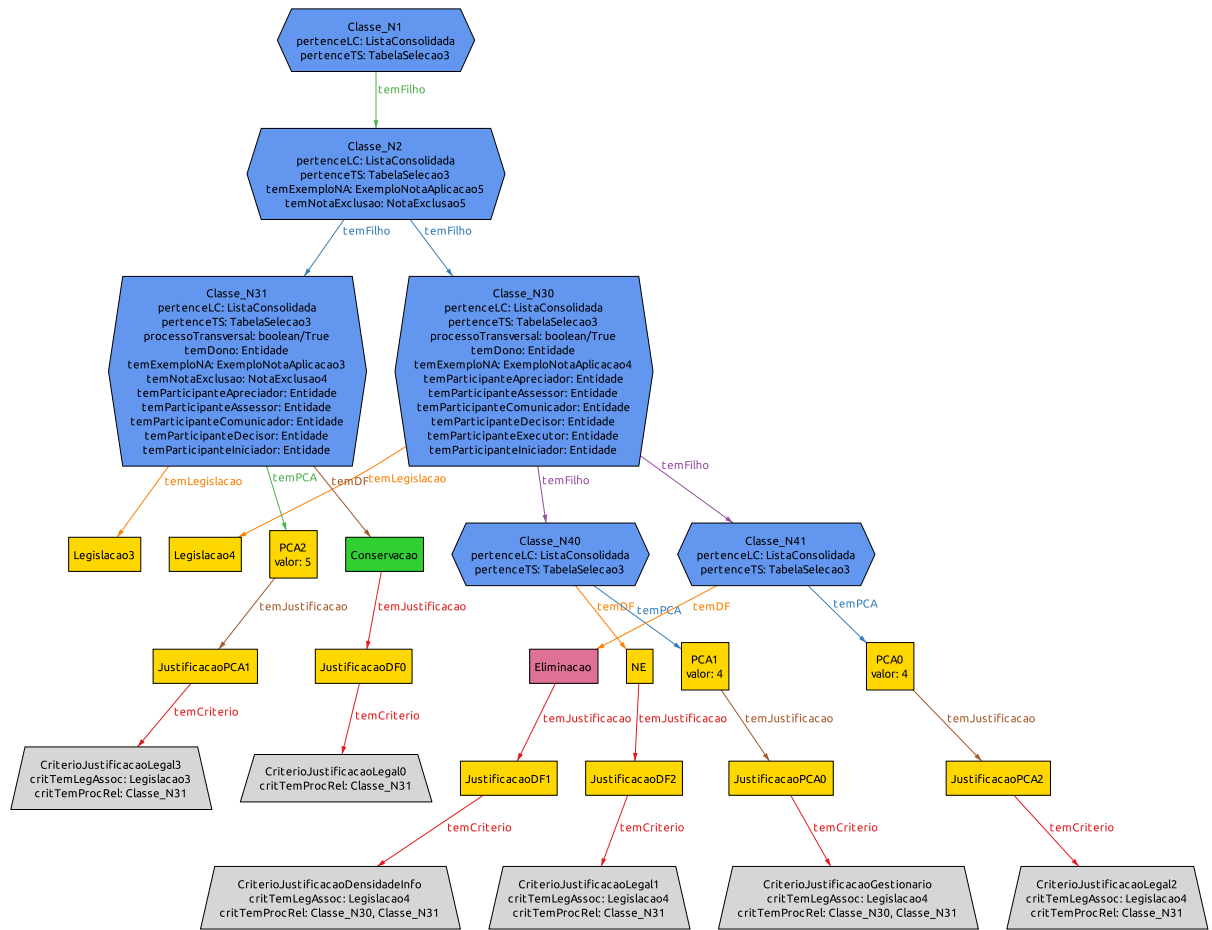 Classe_N1
pertenceLC: ListaConsolidada
pertenceTS: TabelaSelecao3
temFilho
Classe_N2
pertenceLC: ListaConsolidada
pertenceTS: TabelaSelecao3
temExemploNA: ExemploNotaAplicacao5
temNotaExclusao: NotaExclusao5
temFilho
temFilho
Classe_N31
pertenceLC: ListaConsolidada
pertenceTS: TabelaSelecao3
processoTransversal: boolean/True
temDono: Entidade
temExemploNA: ExemploNotaAplicacao3
temNotaExclusao: NotaExclusao4
temParticipanteApreciador: Entidade
temParticipanteAssessor: Entidade
temParticipanteComunicador: Entidade
temParticipanteDecisor: Entidade
temParticipanteIniciador: Entidade
Classe_N30
pertenceLC: ListaConsolidada
pertenceTS: TabelaSelecao3
processoTransversal: boolean/True
temDono: Entidade
temExemploNA: ExemploNotaAplicacao4
temParticipanteApreciador: Entidade
temParticipanteAssessor: Entidade
temParticipanteComunicador: Entidade
temParticipanteDecisor: Entidade
temParticipanteExecutor: Entidade
temParticipanteIniciador: Entidade
temLegislacao
temPCA
temDF
temLegislacao
temFilho
temFilho
Legislacao3
Legislacao4
PCA2
valor: 5
Conservacao
Classe_N40
pertenceLC: ListaConsolidada
pertenceTS: TabelaSelecao3
Classe_N41
pertenceLC: ListaConsolidada
pertenceTS: TabelaSelecao3
temJustificacao
temJustificacao
temDF
temPCA
temDF
temPCA
JustificacaoPCA1
JustificacaoDF0
Eliminacao
NE
PCA1
valor: 4
PCA0
valor: 4
temCriterio
temCriterio
temJustificacao
temJustificacao
temJustificacao
temJustificacao
CriterioJustificacaoLegal3
critTemLegAssoc: Legislacao3
critTemProcRel: Classe_N31
CriterioJustificacaoLegal0
critTemProcRel: Classe_N31
JustificacaoDF1
JustificacaoDF2
JustificacaoPCA0
JustificacaoPCA2
temCriterio
temCriterio
temCriterio
temCriterio
CriterioJustificacaoDensidadeInfo
critTemLegAssoc: Legislacao4
critTemProcRel: Classe_N30, Classe_N31
CriterioJustificacaoLegal1
critTemLegAssoc: Legislacao4
critTemProcRel: Classe_N31
CriterioJustificacaoGestionario
critTemLegAssoc: Legislacao4
critTemProcRel: Classe_N30, Classe_N31
CriterioJustificacaoLegal2
critTemLegAssoc: Legislacao4
critTemProcRel: Classe_N31